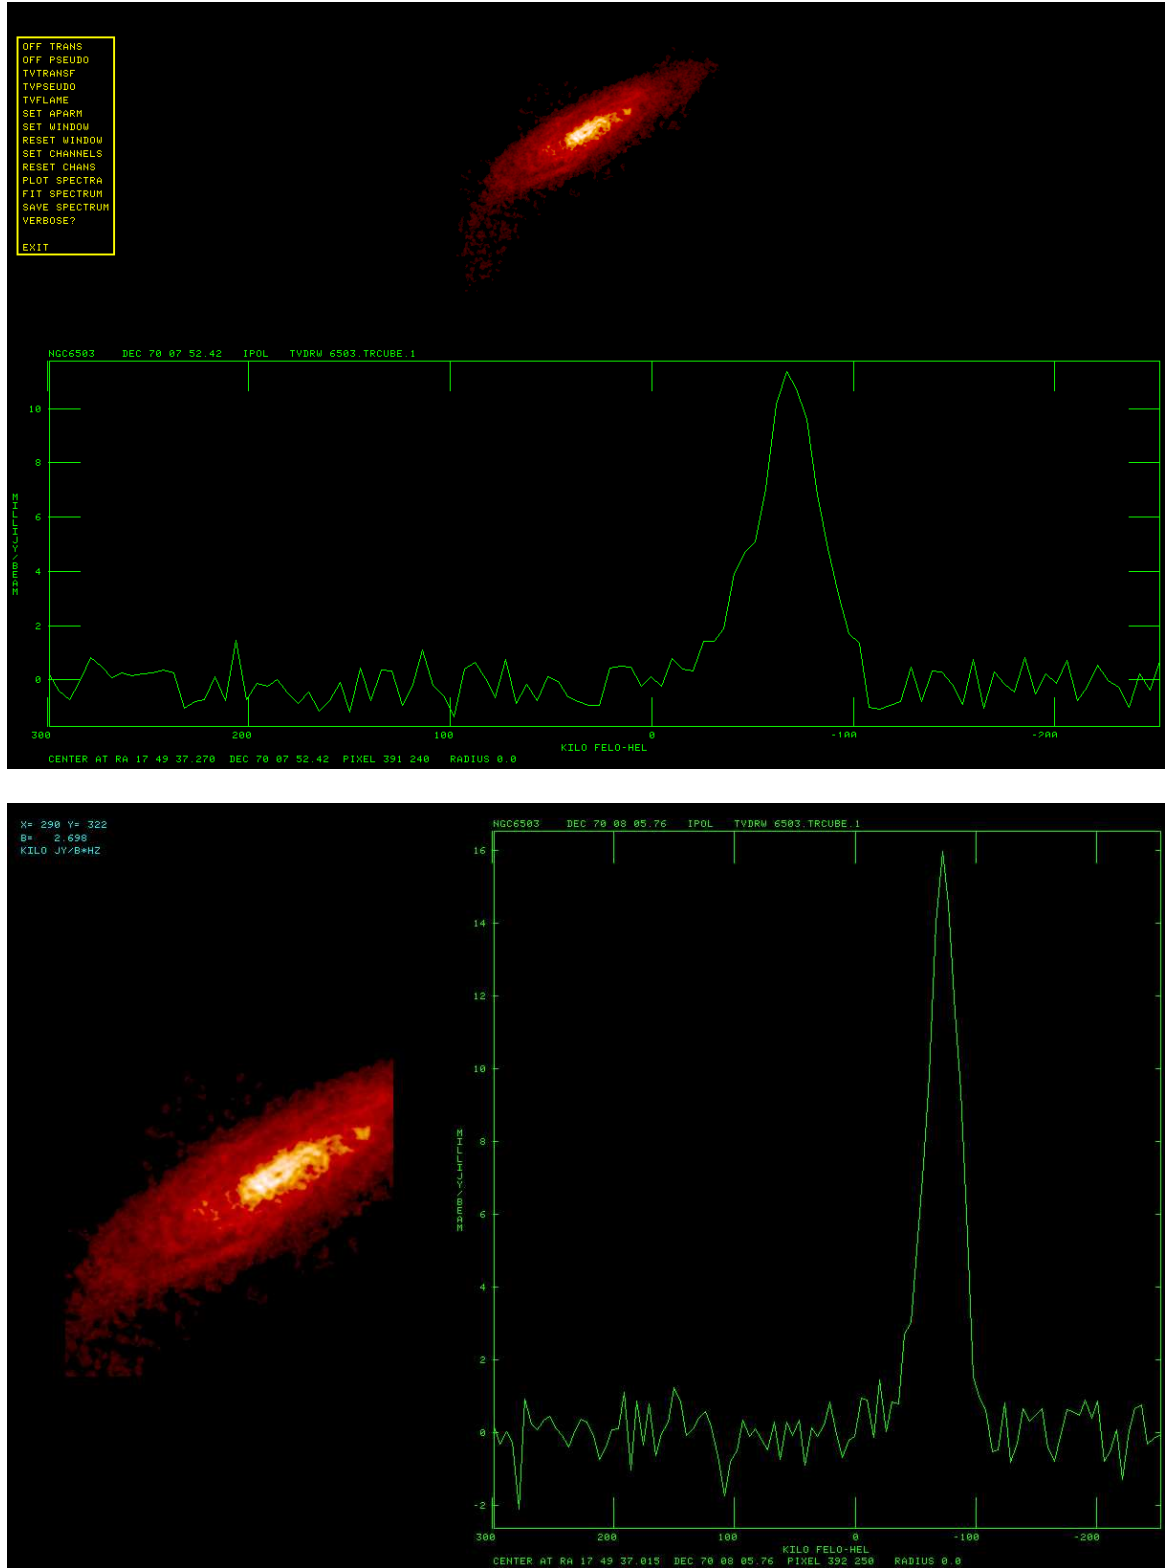 OFF TRANS
OFF PSEUDO
TVTRANSF
TVPSEUDO
TVFLAME
SET APARM
SET WINDOW
RESET WINDOW
SET CHANNELS
RESET CHANS
PLOT SPECTRA
FIT SPECTRUM
SAVE SPECTRUM
VERBOSE?
EXIT
NGC6503 DEC 70 07 52.42 IPOL TVDRW 6503.TRCUBE.1
10
8
6
4
2
0
MILLIJY/BEAM
300 200 100 0 -100 -200
KILO FELO-HEL
CENTER AT RA 17 49 37.270 DEC 70 07 52.42 PIXEL 391 240 RADIUS 0.0
X= 290 Y= 322
B= 2.698
KILO JY/B*HZ
NGC6503 DEC 70 08 05.76 IPOL TVDRW 6503.TRCUBE.1
16
14
12
10
8
6
4
2
0
-2
MILLIJY/BEAM
300 200 100 0 -100 -200
KILO FELO-HEL
CENTER AT RA 17 49 37.015 DEC 70 08 05.76 PIXEL 392 250 RADIUS 0.0